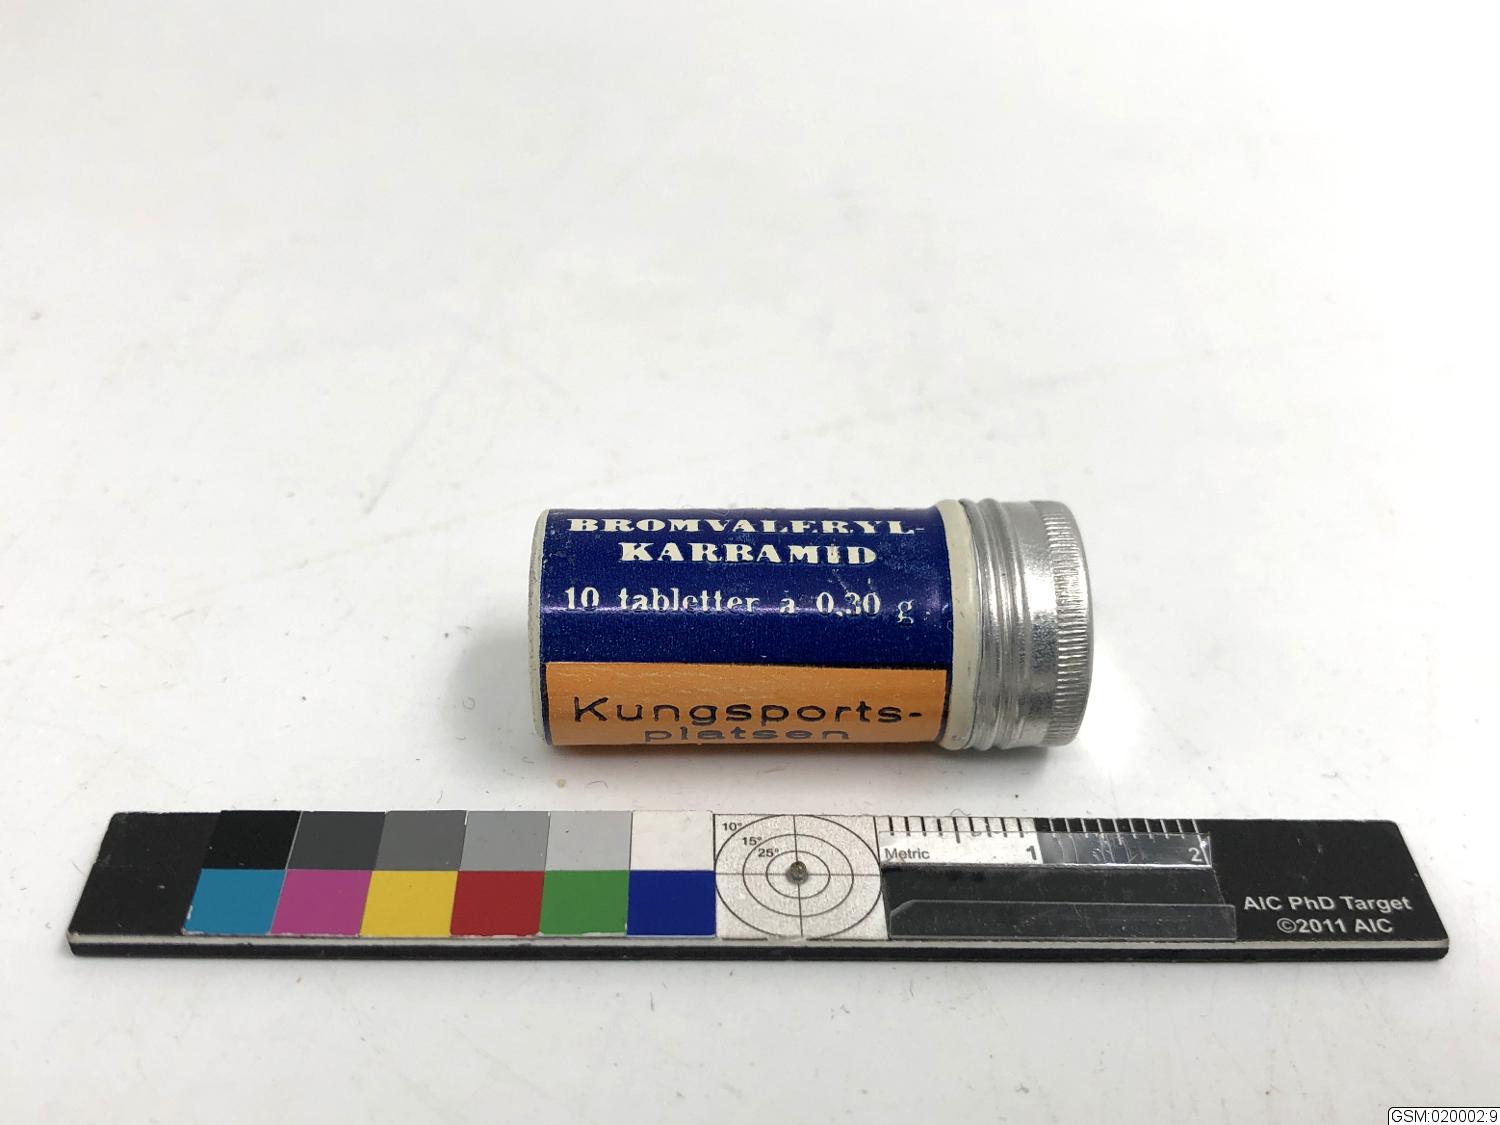 BROMVALERYL-
KARBAMID
10 tabletter a 0,30 g
Kungsports-
platsen
10°
15°
25°
Metric 1 2
AIC PhD Target
©2011 AIC
GSM:020002:9